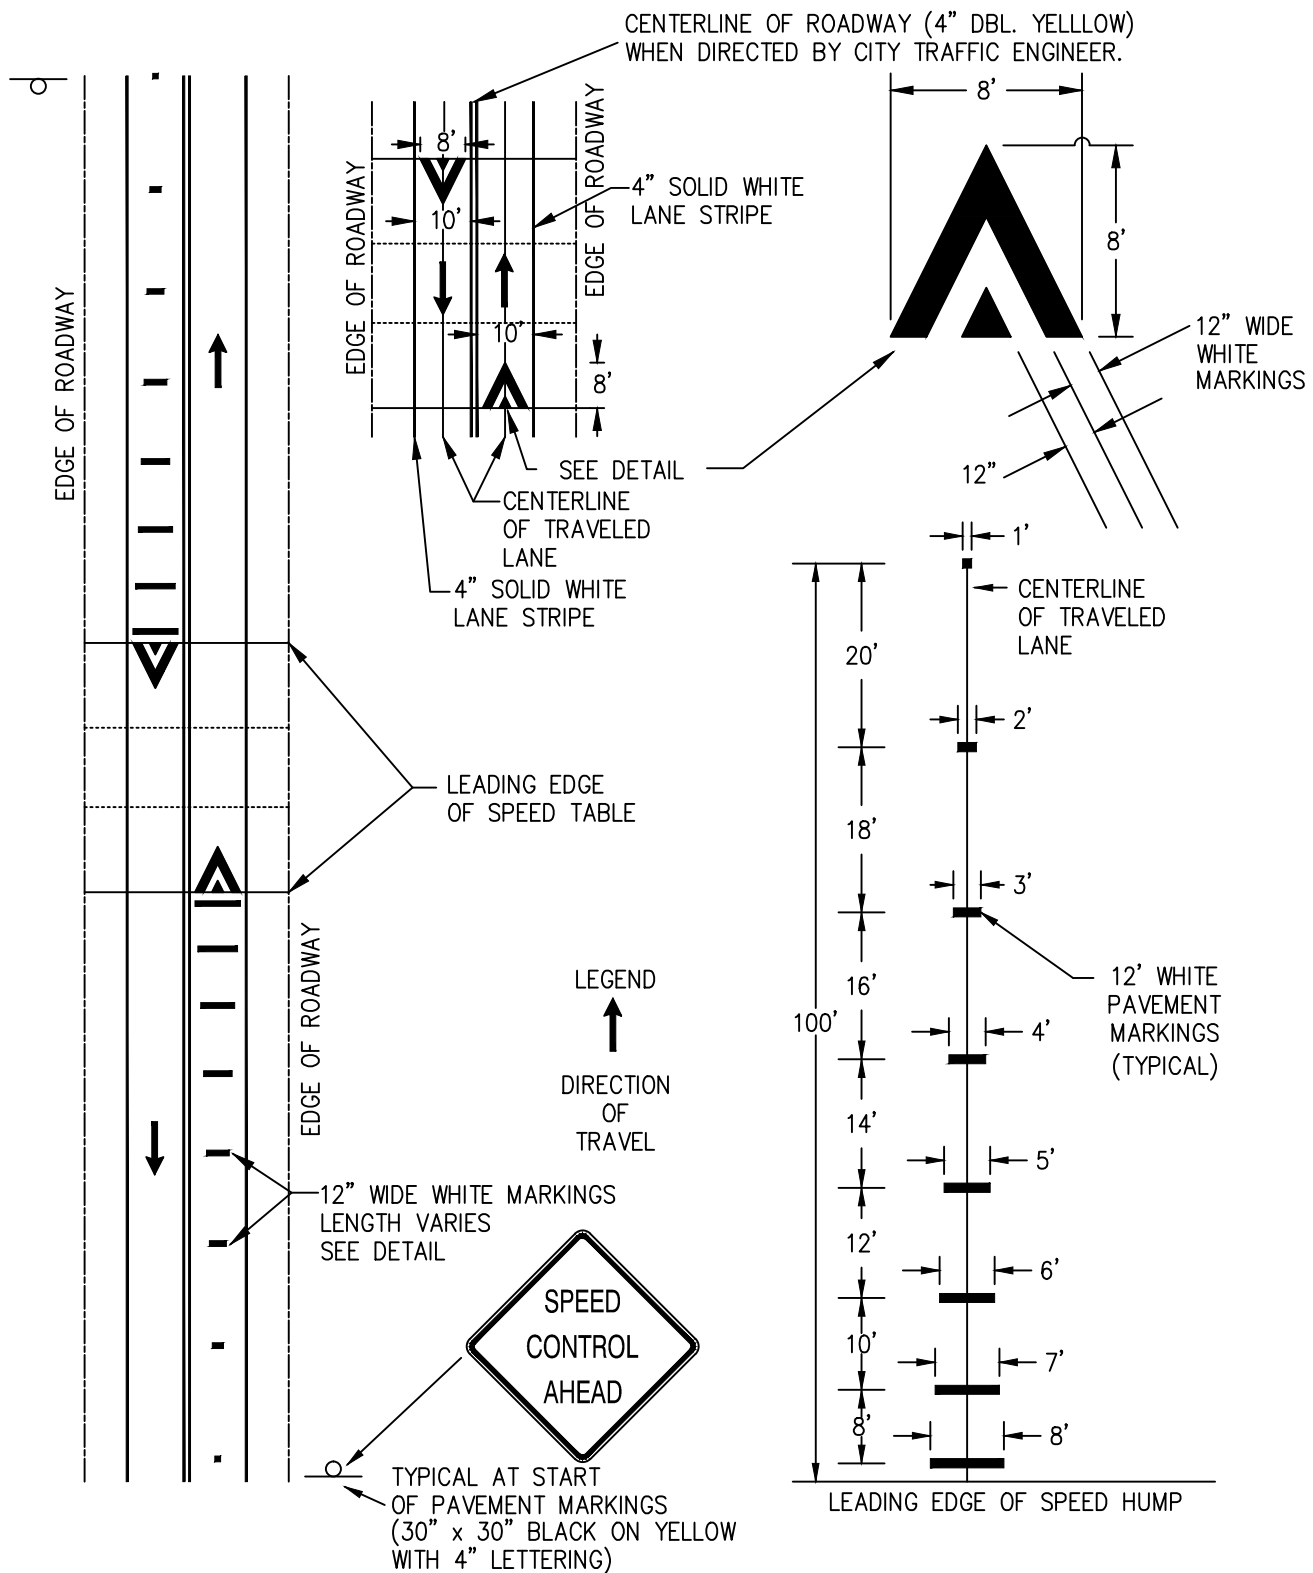 CENTERLINE OF ROADWAY (4" DBL. YELLLOW)
WHEN DIRECTED BY CITY TRAFFIC ENGINEER.
EDGE OF ROADWAY
EDGE OF ROADWAY
EDGE OF ROADWAY
8'
10'
10'
8'
4" SOLID WHITE
LANE STRIPE
SEE DETAIL
CENTERLINE
OF TRAVELED
LANE
4" SOLID WHITE
LANE STRIPE
8'
8'
12" WIDE
WHITE
MARKINGS
12"
LEADING EDGE
OF SPEED TABLE
EDGE OF ROADWAY
LEGEND
DIRECTION
OF
TRAVEL
12" WIDE WHITE MARKINGS
LENGTH VARIES
SEE DETAIL
SPEED
CONTROL
AHEAD
TYPICAL AT START
OF PAVEMENT MARKINGS
(30" x 30" BLACK ON YELLOW
WITH 4" LETTERING)
1'
CENTERLINE
OF TRAVELED
LANE
20'
2'
18'
3'
12' WHITE
PAVEMENT
MARKINGS
(TYPICAL)
16'
100'
4'
14'
5'
12'
6'
10'
7'
8'
8'
LEADING EDGE OF SPEED HUMP